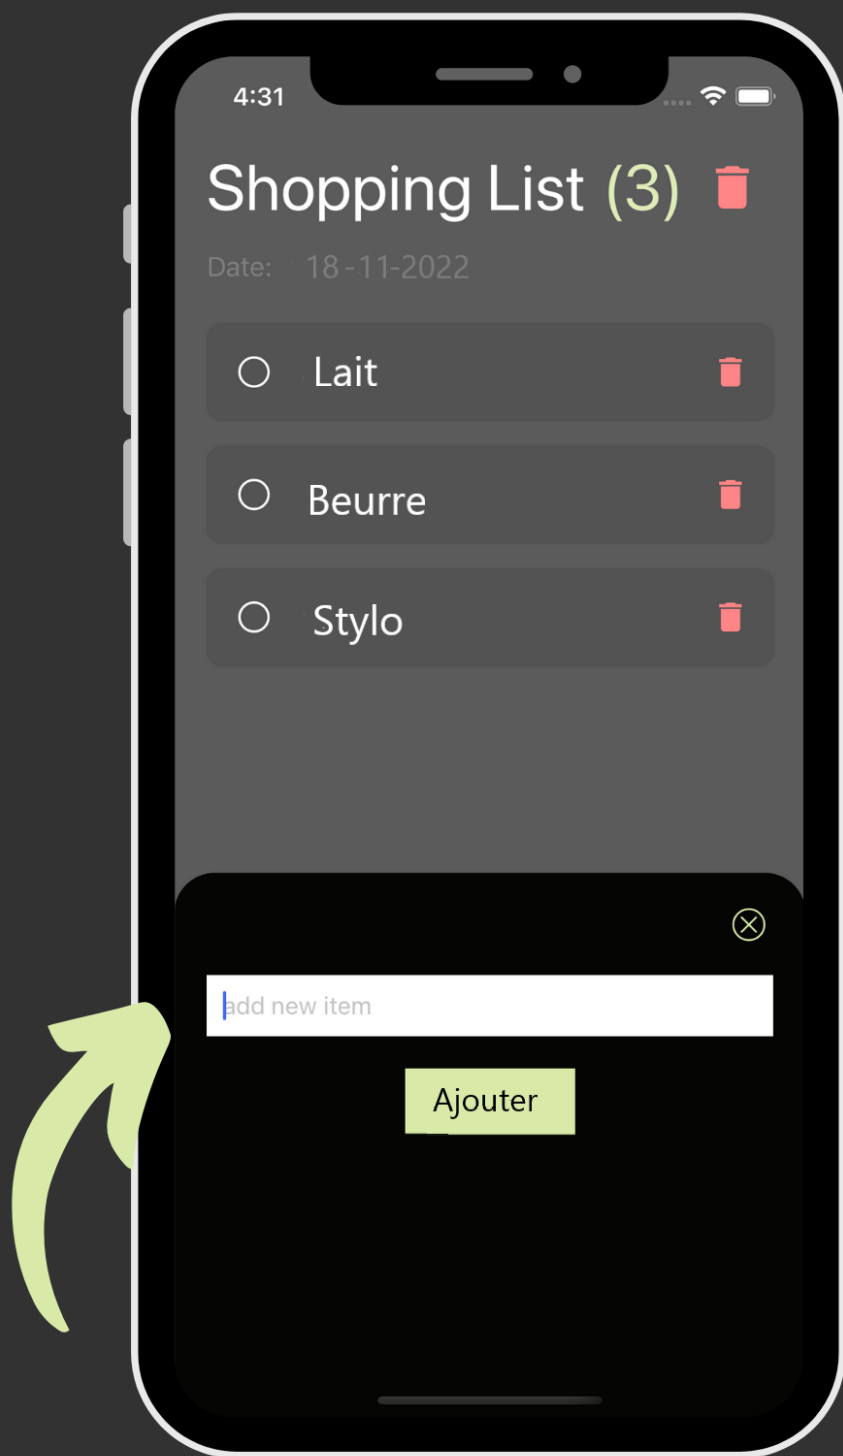 4:31
Shopping List (3)
Date: 18-11-2022
Lait
Beurre
Stylo
add new item
Ajouter